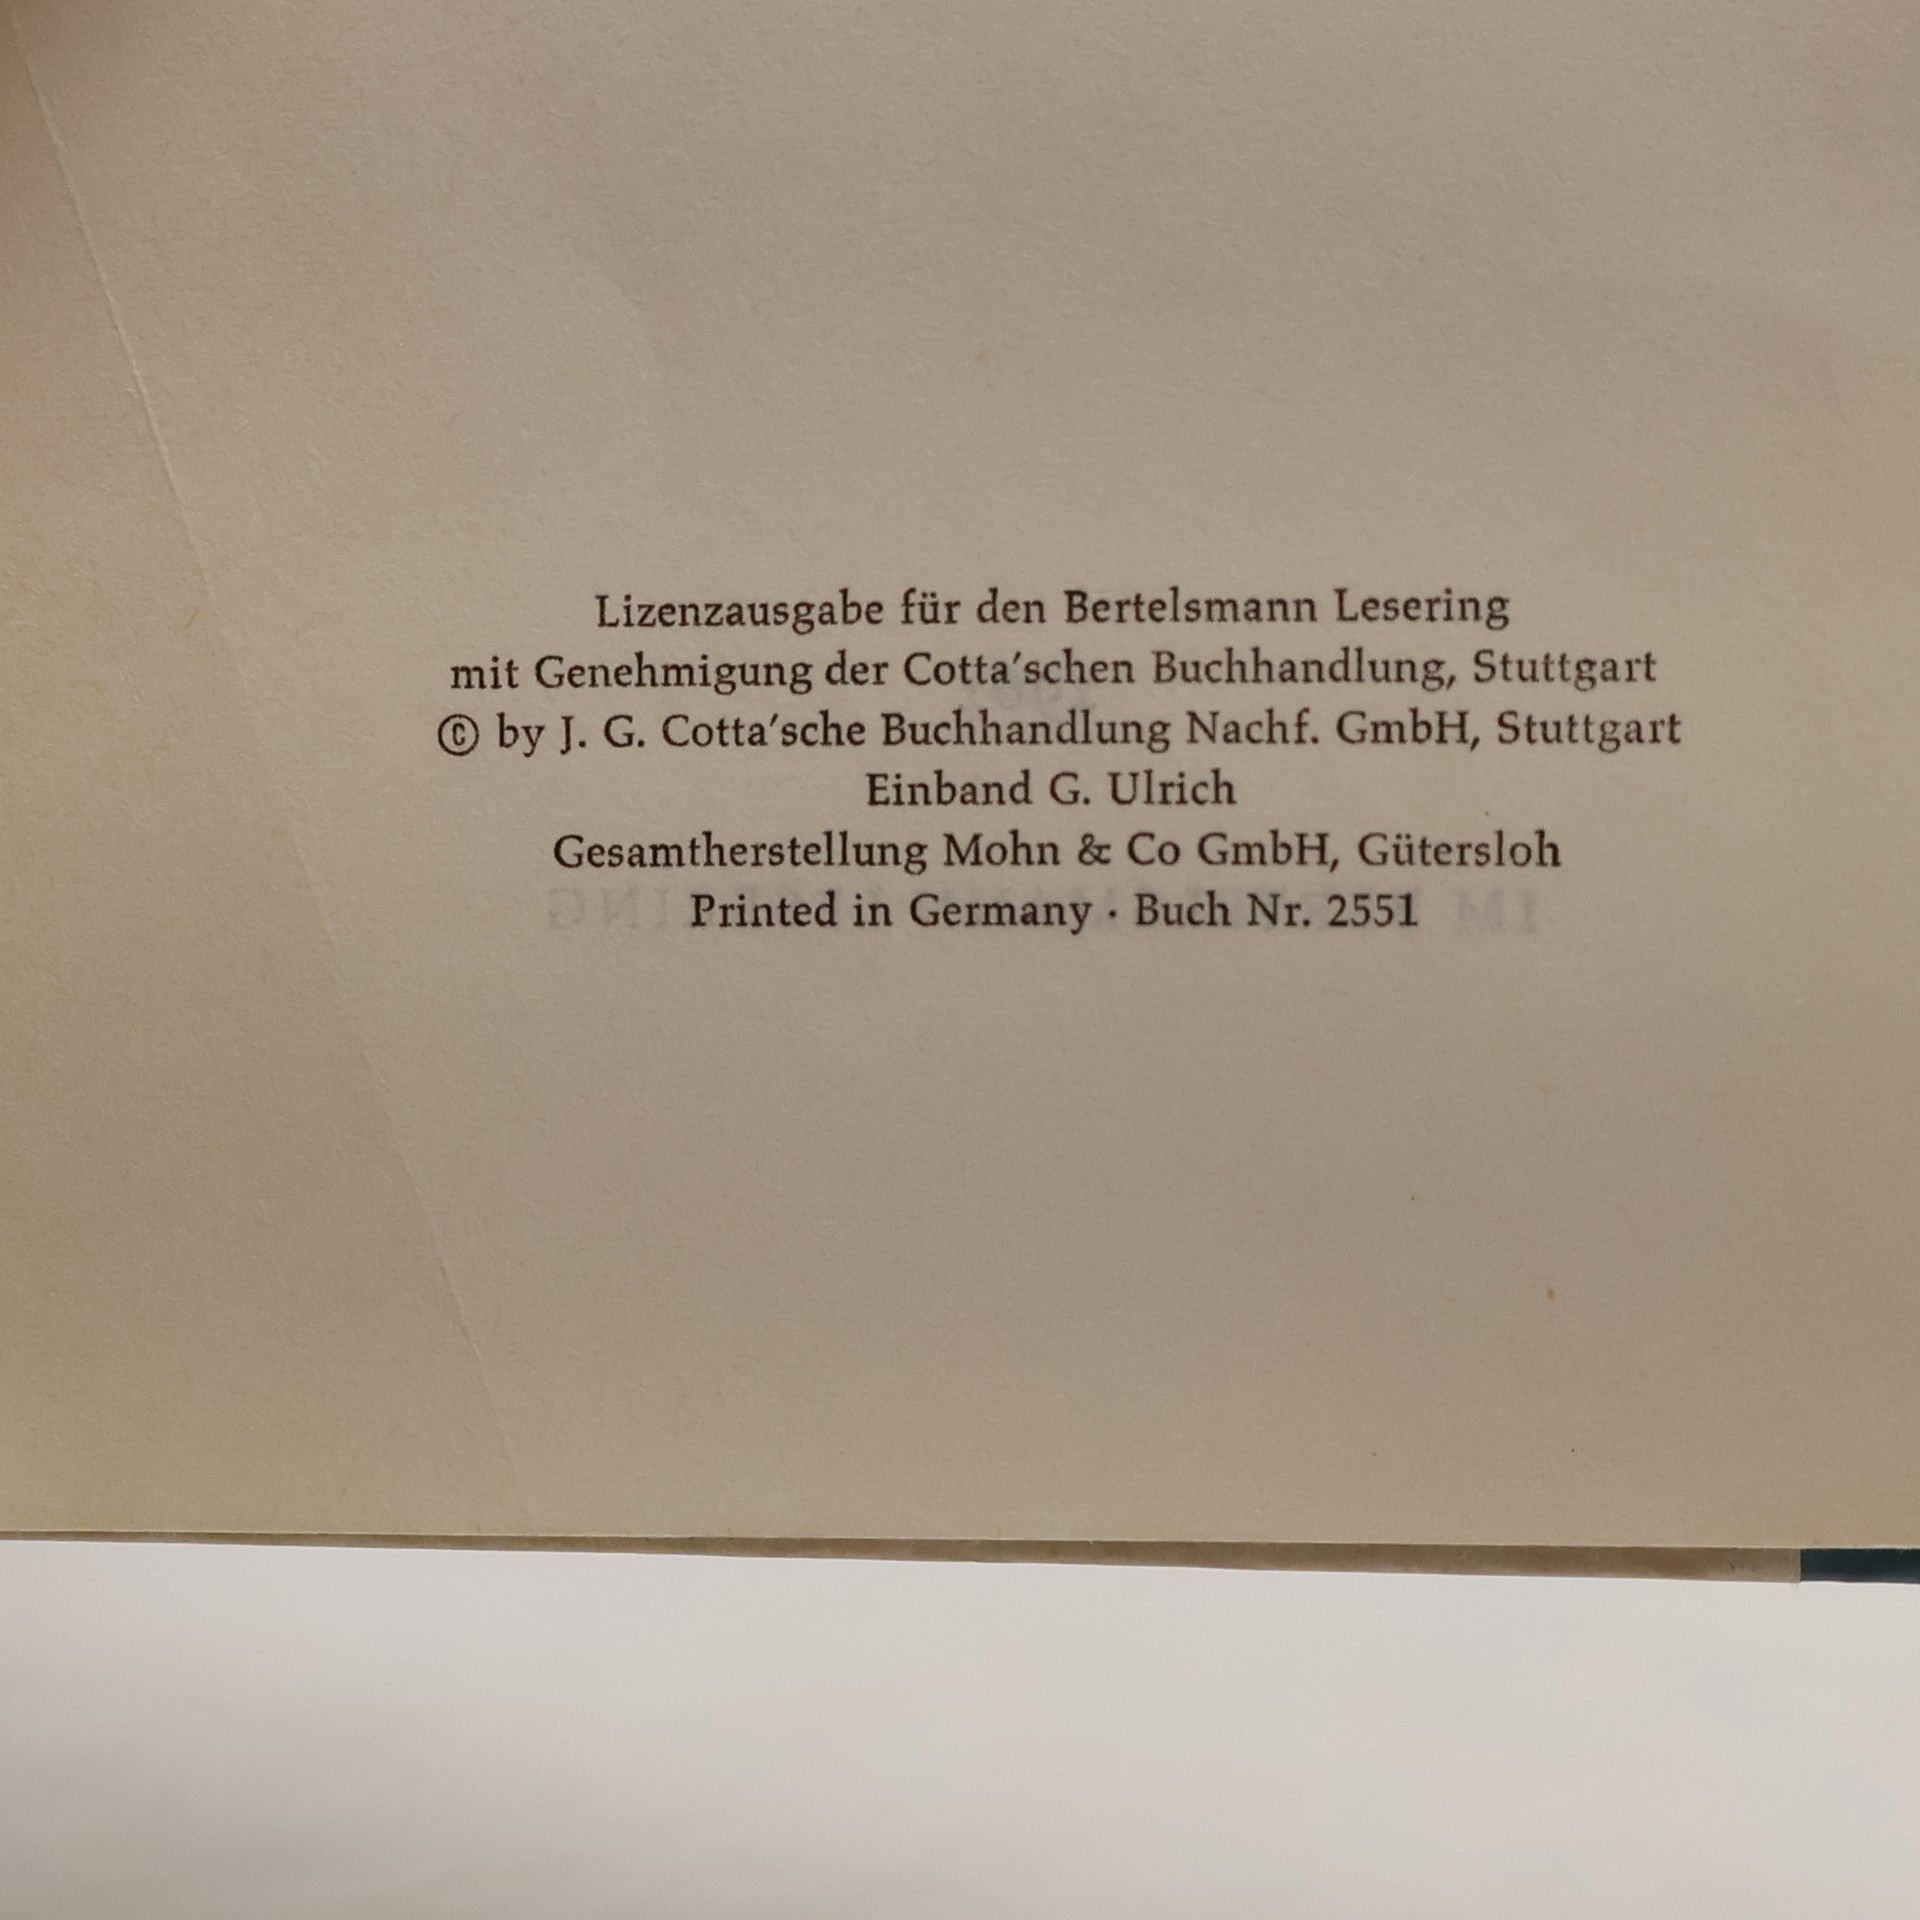 Lizenzausgabe für den Bertelsmann Lesering
mit Genehmigung der Cotta'schen Buchhandlung, Stuttgart
© by J. G. Cotta'sche Buchhandlung Nachf. GmbH, Stuttgart
Einband G. Ulrich
Gesamtherstellung Mohn & Co GmbH, Gütersloh
Printed in Germany · Buch Nr. 2551